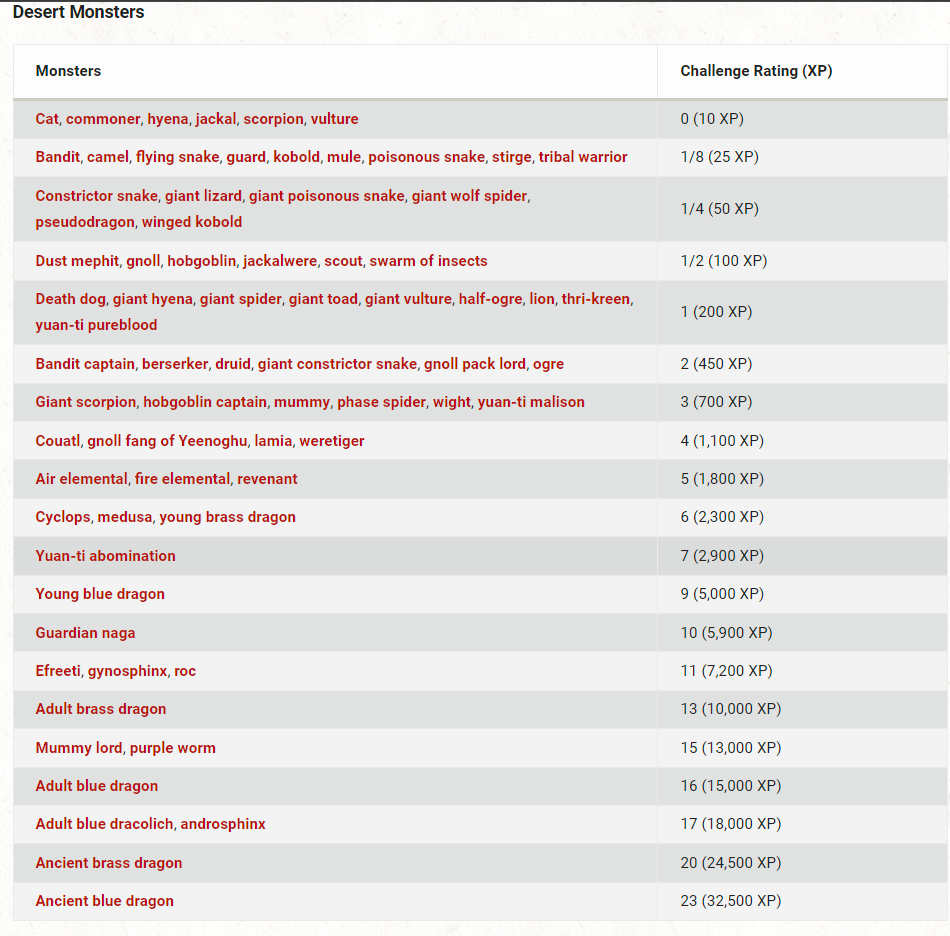 Desert Monsters
Monsters Challenge Rating (XP)
Cat, commoner, hyena, jackal, scorpion, vulture 0 (10 XP)
Bandit, camel, flying snake, guard, kobold, mule, poisonous snake, stirge, tribal warrior 1/8 (25 XP)
Constrictor snake, giant lizard, giant poisonous snake, giant wolf spider,
pseudodragon, winged kobold 1/4 (50 XP)
Dust mephit, gnoll, hobgoblin, jackalwere, scout, swarm of insects 1/2 (100 XP)
Death dog, giant hyena, giant spider, giant toad, giant vulture, half-ogre, lion, thri-kreen,
yuan-ti pureblood 1 (200 XP)
Bandit captain, berserker, druid, giant constrictor snake, gnoll pack lord, ogre 2 (450 XP)
Giant scorpion, hobgoblin captain, mummy, phase spider, wight, yuan-ti malison 3 (700 XP)
Couatl, gnoll fang of Yeenoghu, lamia, weretiger 4 (1,100 XP)
Air elemental, fire elemental, revenant 5 (1,800 XP)
Cyclops, medusa, young brass dragon 6 (2,300 XP)
Yuan-ti abomination 7 (2,900 XP)
Young blue dragon 9 (5,000 XP)
Guardian naga 10 (5,900 XP)
Efreeti, gynosphinx, roc 11 (7,200 XP)
Adult brass dragon 13 (10,000 XP)
Mummy lord, purple worm 15 (13,000 XP)
Adult blue dragon 16 (15,000 XP)
Adult blue dracolich, androsphinx 17 (18,000 XP)
Ancient brass dragon 20 (24,500 XP)
Ancient blue dragon 23 (32,500 XP)